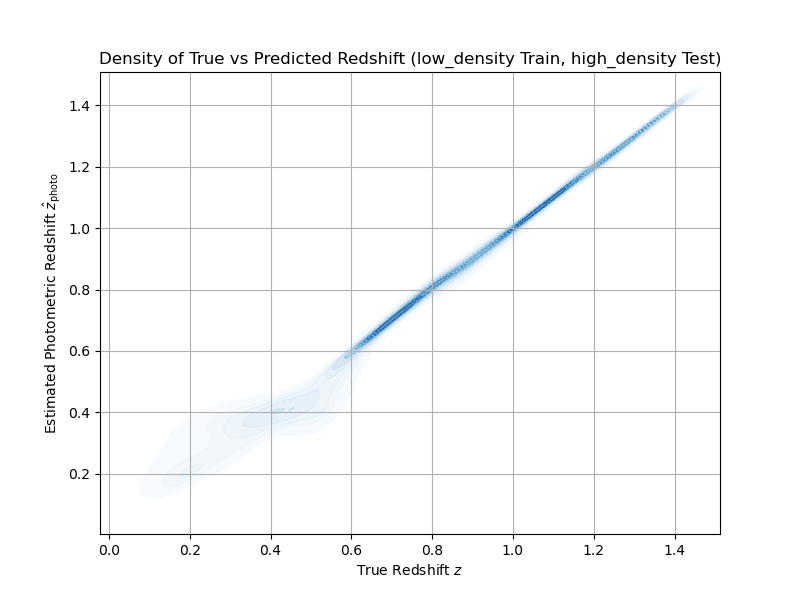 Density of True vs Predicted Redshift (low_density Train, high_density Test)
Estimated Photometric Redshift ẑphoto
1.4
1.2
1.0
0.8
0.6
0.4
0.2
0.0 0.2 0.4 0.6 0.8 1.0 1.2 1.4
True Redshift z